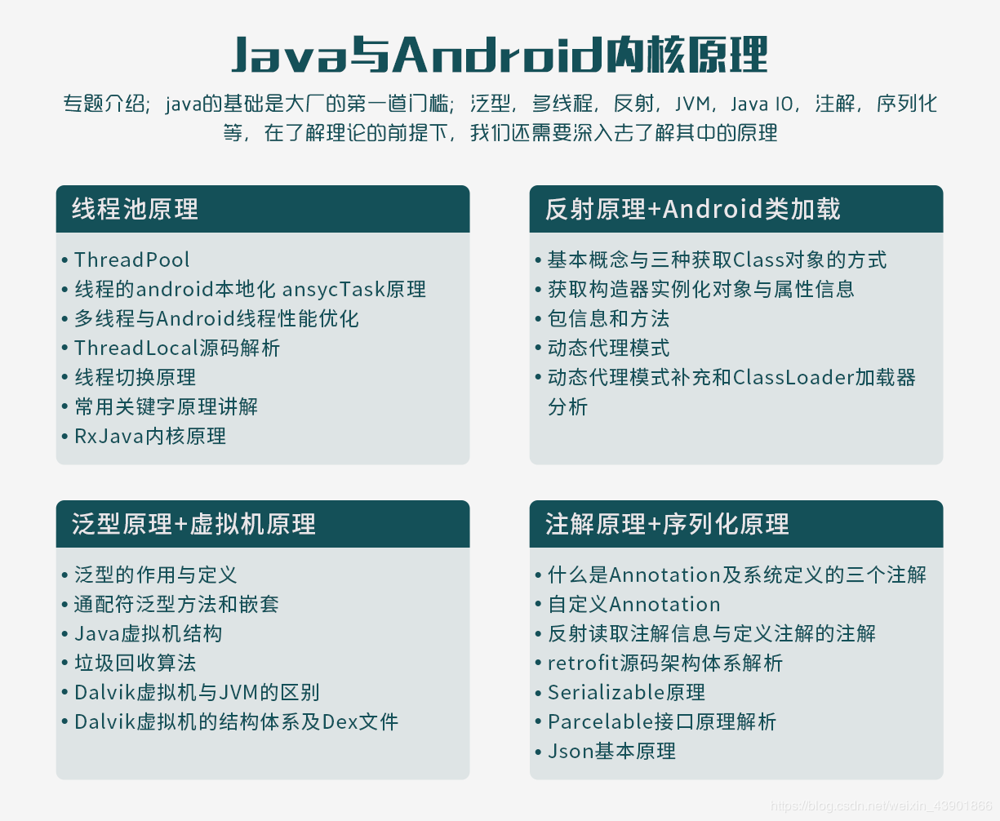 Java与Android内核原理
专题介绍；java的基础是大厂的第一道门槛；泛型，多线程，反射，JVM，Java IO，注解，序列化
等，在了解理论的前提下，我们还需要深入去了解其中的原理
线程池原理
• ThreadPool
• 线程的android本地化 ansycTask原理
• 多线程与Android线程性能优化
• ThreadLocal源码解析
• 线程切换原理
• 常用关键字原理讲解
• RxJava内核原理
反射原理+Android类加载
• 基本概念与三种获取Class对象的方式
• 获取构造器实例化对象与属性信息
• 包信息和方法
• 动态代理模式
• 动态代理模式补充和ClassLoader加载器
分析
泛型原理+虚拟机原理
• 泛型的作用与定义
• 通配符泛型方法和嵌套
• Java虚拟机结构
• 垃圾回收算法
• Dalvik虚拟机与JVM的区别
• Dalvik虚拟机的结构体系及Dex文件
注解原理+序列化原理
• 什么是Annotation及系统定义的三个注解
• 自定义Annotation
• 反射读取注解信息与定义注解的注解
• retrofit源码架构体系解析
• Serializable原理
• Parcelable接口原理解析
• Json基本原理
https://blog.csdn.net/weixin_43901866